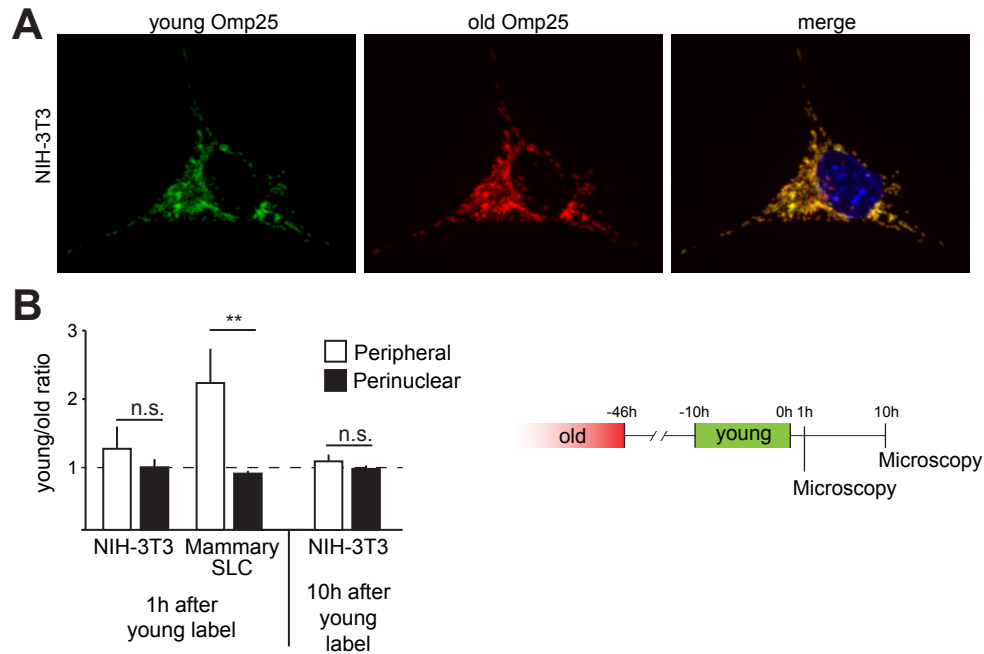 A
young Omp25
old Omp25
merge
NIH-3T3
B
young/old ratio
3
2
1
n.s.
**
n.s.
Peripheral
Perinuclear
NIH-3T3
Mammary
SLC
NIH-3T3
1h after
young label
10h after
young
label
-46h
-10h
0h 1h
10h
old
young
Microscopy
Microscopy